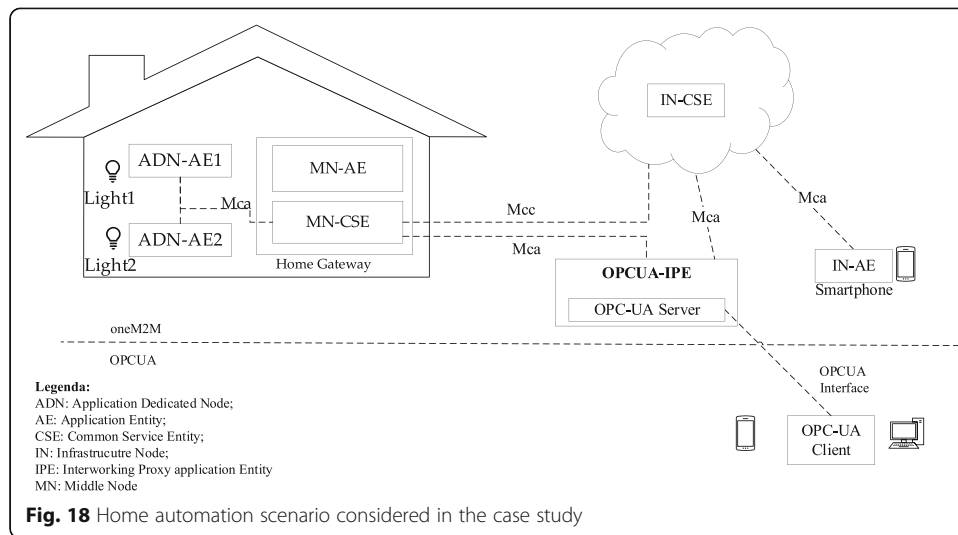 IN-CSE
ADN-AE1
MN-AE
Light1
Mca
MN-CSE
Mcc
Mca
Mca
Mca
ADN-AE2
Light2
Home Gateway
OPCUA-IPE
OPC-UA Server
IN-AE
Smartphone
oneM2M
OPCUA
OPCUA
Interface
Legenda:
ADN: Application Dedicated Node;
AE: Application Entity;
CSE: Common Service Entity;
IN: Infrastrucutre Node;
IPE: Interworking Proxy application Entity
MN: Middle Node
OPC-UA
Client
Fig. 18 Home automation scenario considered in the case study